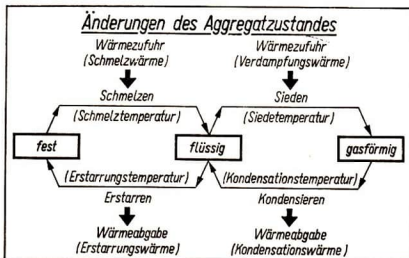 Änderungen des Aggregatzustandes
Wärmezufuhr
(Schmelzwärme)
Wärmezufuhr
(Verdampfungswärme)
Schmelzen
(Schmelztemperatur)
Sieden
(Siedetemperatur)
fest
flüssig
gasförmig
(Erstarrungstemperatur)
Erstarren
(Kondensationstemperatur)
Kondensieren
Wärmeabgabe
(Erstarrungswärme)
Wärmeabgabe
(Kondensationswärme)